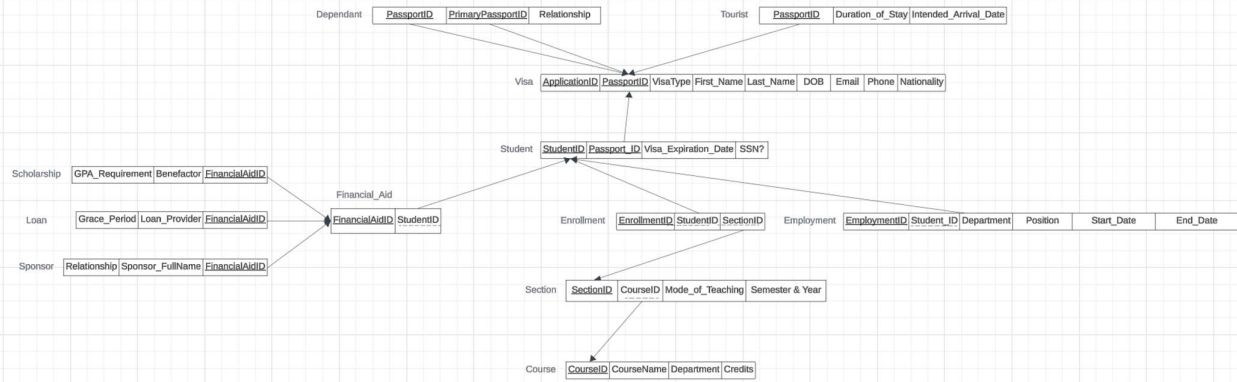 Dependant PassportID PrimaryPassportID Relationship Tourist PassportID Duration_of_Stay Intended_Arrival_Date
Visa ApplicationID PassportID VisaType First_Name Last_Name DOB Email Phone Nationality
Student StudentID Passport_ID Visa_Expiration_Date SSN?
Scholarship GPA_Requirement Benefactor FinancialAidID
Financial_Aid
Loan Grace_Period Loan_Provider FinancialAidID FinancialAidID StudentID Enrollment EnrollmentID StudentID SectionID Employment EmploymentID Student_ID Department Position Start_Date End_Date
Sponsor Relationship Sponsor_FullName FinancialAidID
Section SectionID CourseID Mode_of_Teaching Semester & Year
Course CourseID CourseName Department Credits